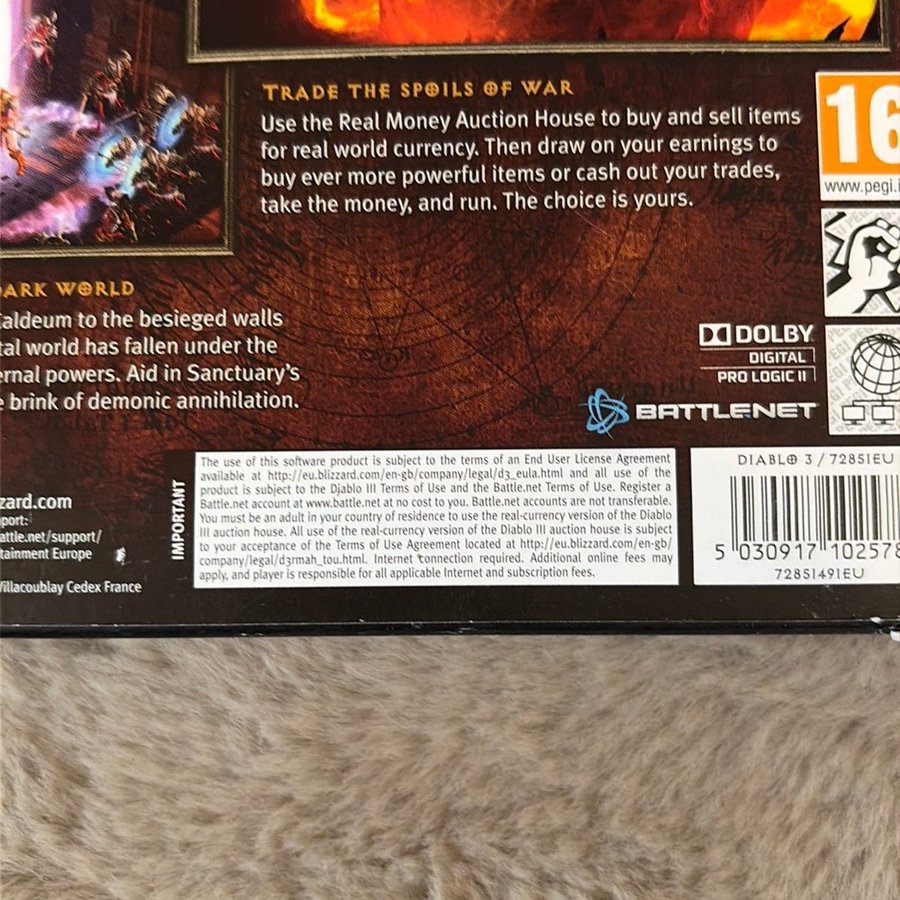 TRADE THE SPOILS OF WAR
Use the Real Money Auction House to buy and sell items
for real world currency. Then draw on your earnings to
buy ever more powerful items or cash out your trades,
take the money, and run. The choice is yours.
16
www.pegi.i
DARK WORLD
Caldeum to the besieged walls
tal world has fallen under the
ernal powers. Aid in Sanctuary's
e brink of demonic annihilation.
DOLBY
DIGITAL
PRO LOGIC II
BATTLE.NET
zzard.com
port:
attle.net/support/
tainment Europe
Villacoublay Cedex France
IMPORTANT
The use of this software product is subject to the terms of an End User License Agreement
available at http://eu.blizzard.com/en-gb/company/legal/d3_eula.html and all use of the
product is subject to the Diablo III Terms of Use and the Battle.net Terms of Use. Register a
Battle.net account at www.battle.net at no cost to you. Battle.net accounts are not transferable.
You must be an adult in your country of residence to use the real-currency version of the Diablo
III auction house. All use of the real-currency version of the Diablo III auction house is subject
to your acceptance of the Terms of Use Agreement located at http://eu.blizzard.com/en-gb/
company/legal/d3rmah_tou.html. Internet connection required. Additional online fees may
apply, and player is responsible for all applicable Internet and subscription fees.
DIABLO 3 / 72851EU
5 030917 102578
72851491EU